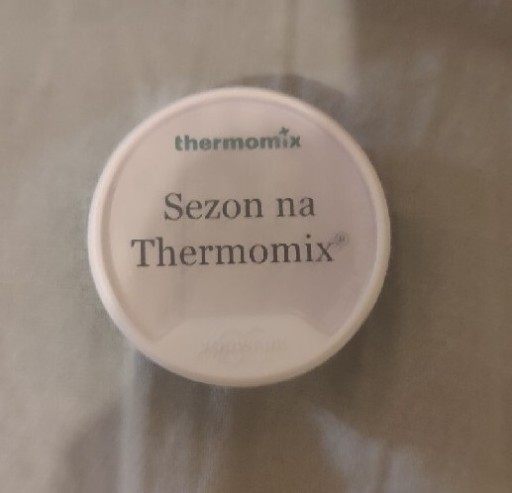 thermomix
Sezon na
Thermomix®